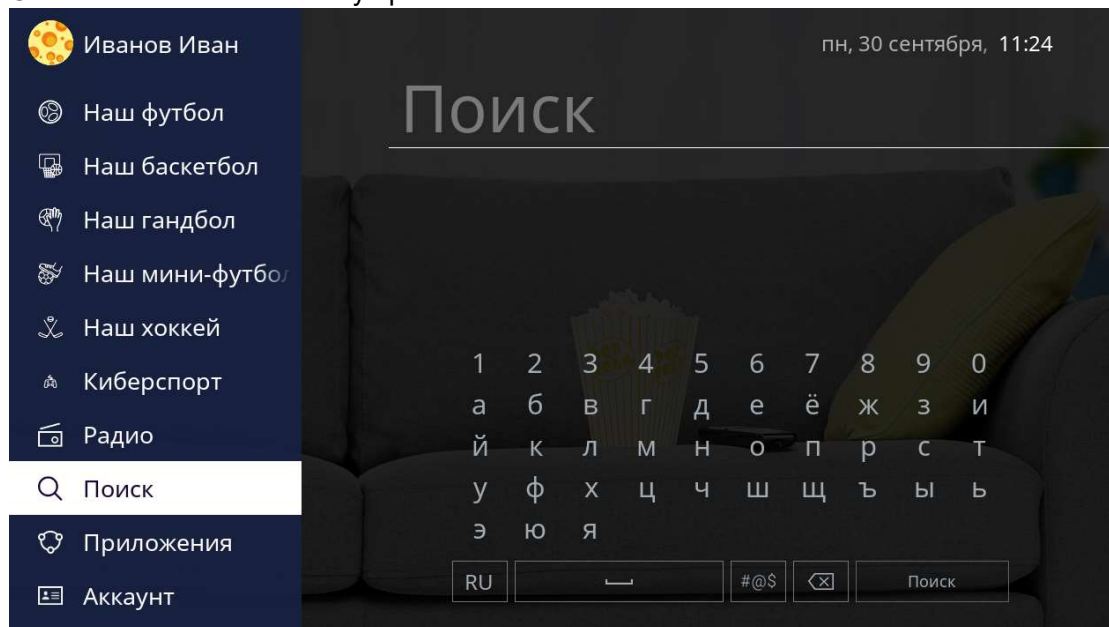 Иванов Иван
Наш футбол
Наш баскетбол
Наш гандбол
Наш мини-футбол
Наш хоккей
Киберспорт
Радио
Поиск
Приложения
Аккаунт
пн, 30 сентября, 11:24
Поиск
1 2 3 4 5 6 7 8 9 0
а б в г д е ё ж з и
й к л м н о п р с т
у ф х ц ч ш щ ъ ы ь
э ю я
RU #@$ Поиск